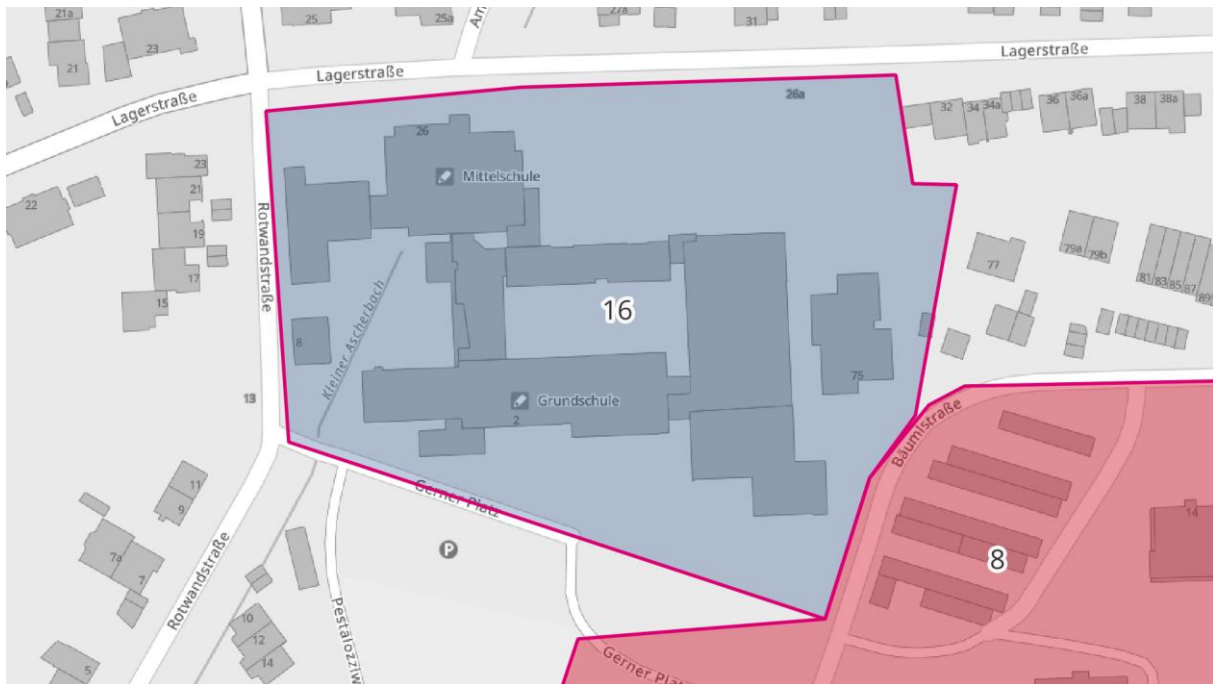 21a
23
21
25
25a
27a
31
Lagerstraße
Lagerstraße
Lagerstraße
26a
32
34
34a
36
36a
38
38a
26
Mittelschule
23
21
19
17
15
22
Rotwandstraße
Kleiner Ascherbach
16
8
77
79a
79b
81
83
85
87
75
13
Grundschule
2
Bäumlstraße
Gerner Platz
11
9
7a
7
P
14
8
Rotwandstraße
10
12
14
5
Gerner Platz